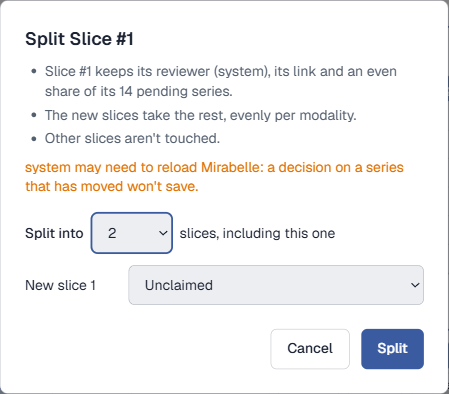 Split Slice #1
• Slice #1 keeps its reviewer (system), its link and an even
share of its 14 pending series.
• The new slices take the rest, evenly per modality.
• Other slices aren't touched.
system may need to reload Mirabelle: a decision on a series
that has moved won't save.
Split into 2 slices, including this one
New slice 1 Unclaimed
Cancel Split